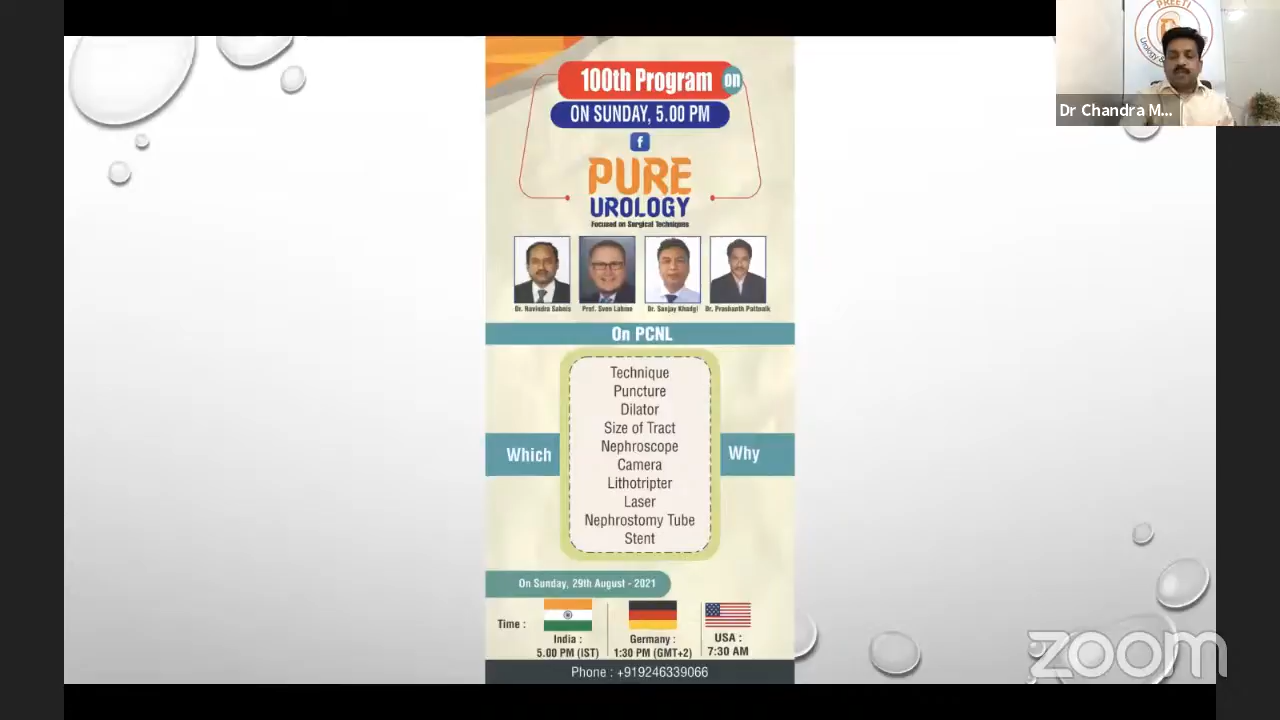 100th Program on
ON SUNDAY, 5.00 PM
f
PURE
UROLOGY
Focused on Surgical Techniques
Dr. Ravindra Sabnis
Prof. Sven Lahme
Dr. Sanjay Khadgi
Dr. Prashanth Pattnaik
On PCNL
Technique
Puncture
Dilator
Size of Tract
Nephroscope
Camera
Lithotripter
Laser
Nephrostomy Tube
Stent
Which
Why
On Sunday, 29th August - 2021
Time :
India :
5.00 PM (IST)
Germany :
1:30 PM (GMT+2)
USA :
7:30 AM
Phone : +919246339066
PREETI
Dr Chandra M...
zoom